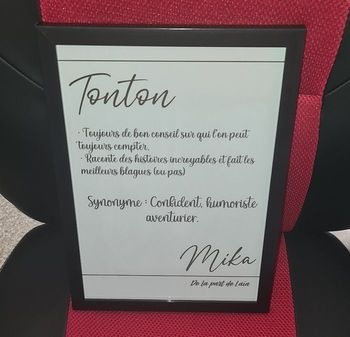 Tonton
· Toujours de bon conseil sur qui l'on peut
toujours compter.
· Raconte des histoires incroyables et fait les
meilleurs blagues (ou pas)
Synonyme : Confident, humoriste
aventurier.
Mika
De la part de Laia